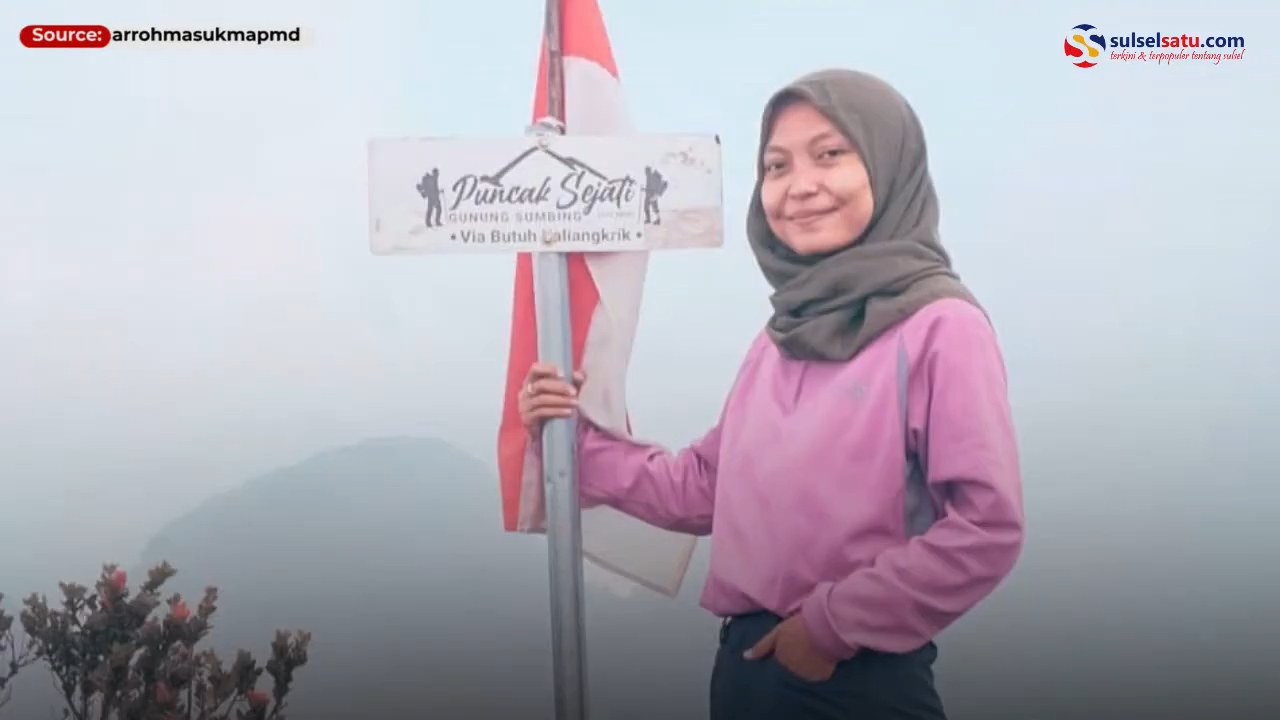 Source: arrohmasukmapmd
sulselsatu.com
terkini & terpopuler tentang sulsel
Puncak Sejati
GUNUNG SUMBING
• Via Butuh Kaliangkrik •